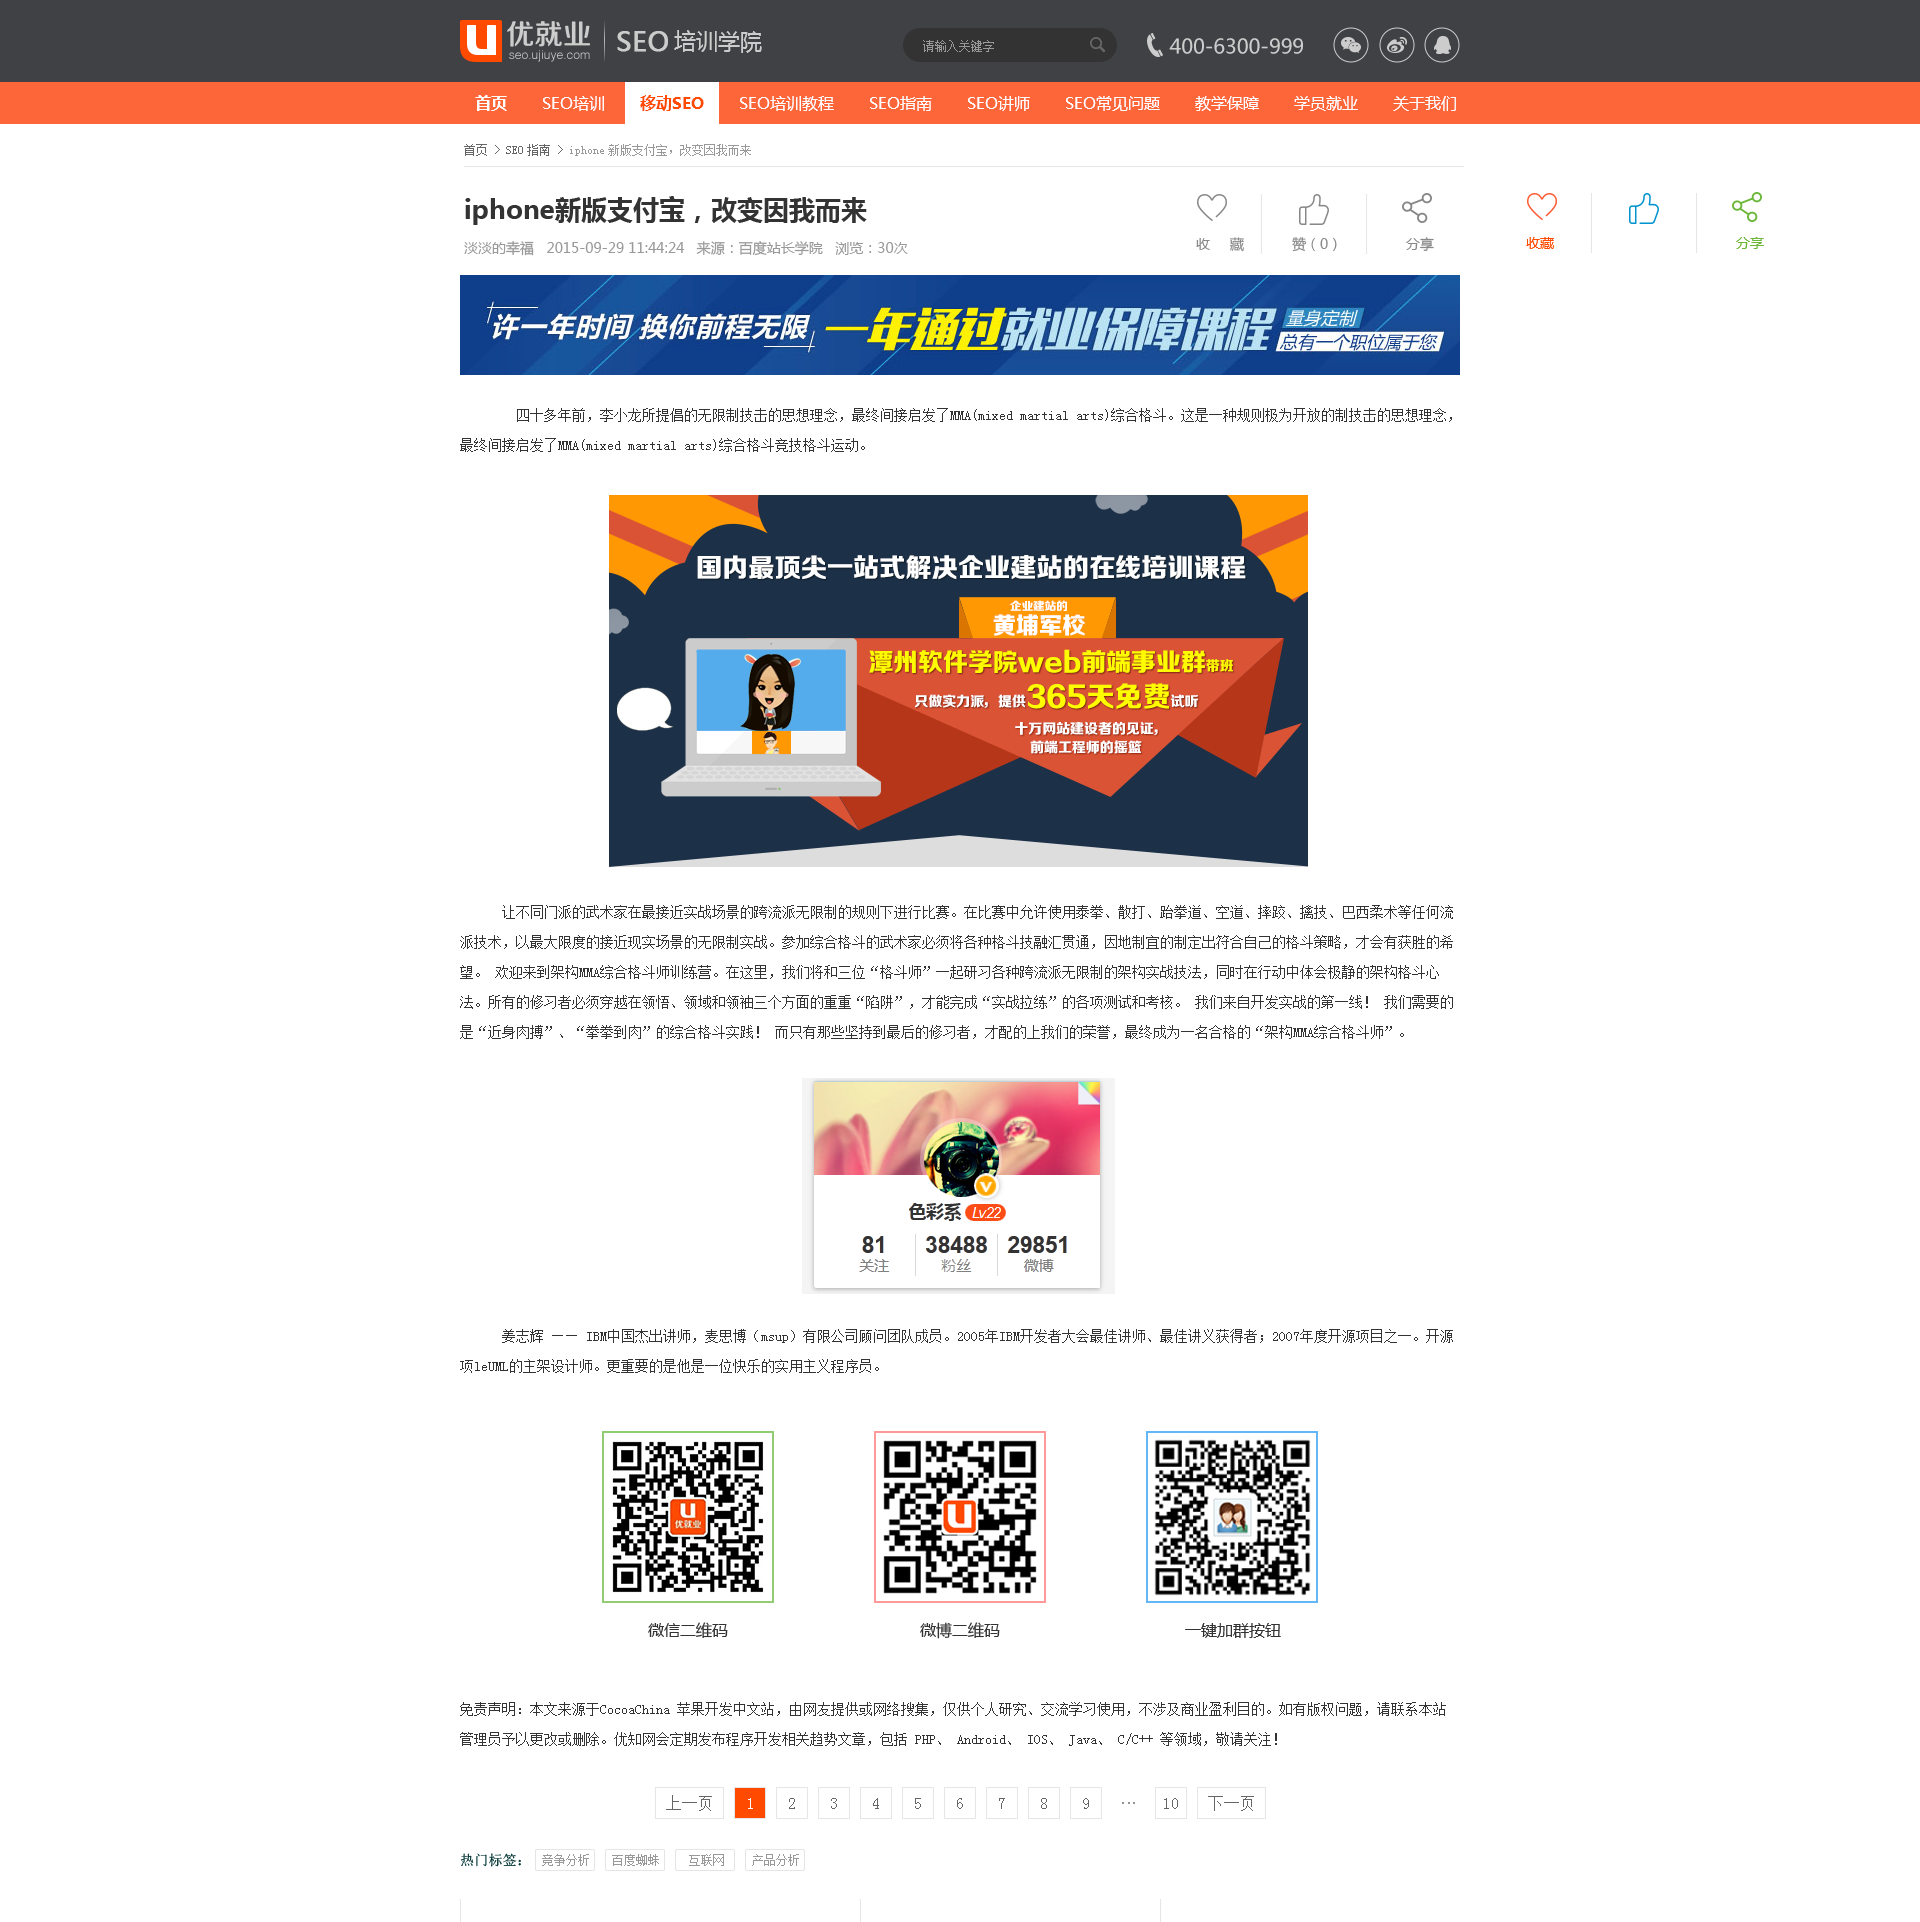 优就业
seo.ujiuye.com
SEO 培训学院
请输入关键字
400-6300-999
首页 SEO培训 移动SEO SEO培训教程 SEO指南 SEO讲师 SEO常见问题 教学保障 学员就业 关于我们
首页 > SEO 指南 > iphone 新版支付宝，改变因我而来
iphone新版支付宝，改变因我而来
淡淡的幸福 2015-09-29 11:44:24 来源：百度站长学院 浏览：30次
收 藏
赞（0）
分享
收藏
分享
许一年时间 换你前程无限
一年通过就业保障课程
量身定制
总有一个职位属于您
四十多年前，李小龙所提倡的无限制技击的思想理念，最终间接启发了MMA(mixed martial arts)综合格斗。这是一种规则极为开放的制技击的思想理念，
最终间接启发了MMA(mixed martial arts)综合格斗竞技格斗运动。
国内最顶尖一站式解决企业建站的在线培训课程
企业建站的
黄埔军校
潭州软件学院web前端事业群带班
只做实力派，提供365天免费试听
十万网站建设者的见证，
前端工程师的摇篮
让不同门派的武术家在最接近实战场景的跨流派无限制的规则下进行比赛。在比赛中允许使用泰拳、散打、跆拳道、空道、摔跤、擒技、巴西柔术等任何流
派技术，以最大限度的接近现实场景的无限制实战。参加综合格斗的武术家必须将各种格斗技融汇贯通，因地制宜的制定出符合自己的格斗策略，才会有获胜的希
望。 欢迎来到架构MMA综合格斗师训练营。在这里，我们将和三位“格斗师”一起研习各种跨流派无限制的架构实战技法，同时在行动中体会极静的架构格斗心
法。所有的修习者必须穿越在领悟、领域和领袖三个方面的重重“陷阱”，才能完成“实战拉练”的各项测试和考核。 我们来自开发实战的第一线！ 我们需要的
是“近身肉搏”、“拳拳到肉”的综合格斗实践！ 而只有那些坚持到最后的修习者，才配的上我们的荣誉，最终成为一名合格的“架构MMA综合格斗师”。
色彩系 Lv.22
81 38488 29851
关注 粉丝 微博
姜志辉 —— IBM中国杰出讲师，麦思博（msup）有限公司顾问团队成员。2005年IBM开发者大会最佳讲师、最佳讲义获得者；2007年度开源项目之一。开源
项leUML的主架设计师。更重要的是他是一位快乐的实用主义程序员。
优就业
微信二维码
微博二维码
一键加群按钮
免责声明：本文来源于CocoaChina 苹果开发中文站，由网友提供或网络搜集，仅供个人研究、交流学习使用，不涉及商业盈利目的。如有版权问题，请联系本站
管理员予以更改或删除。优知网会定期发布程序开发相关趋势文章，包括 PHP、 Android、 IOS、 Java、 C/C++ 等领域，敬请关注！
上一页 1 2 3 4 5 6 7 8 9 ··· 10 下一页
热门标签： 竞争分析 百度蜘蛛 互联网 产品分析